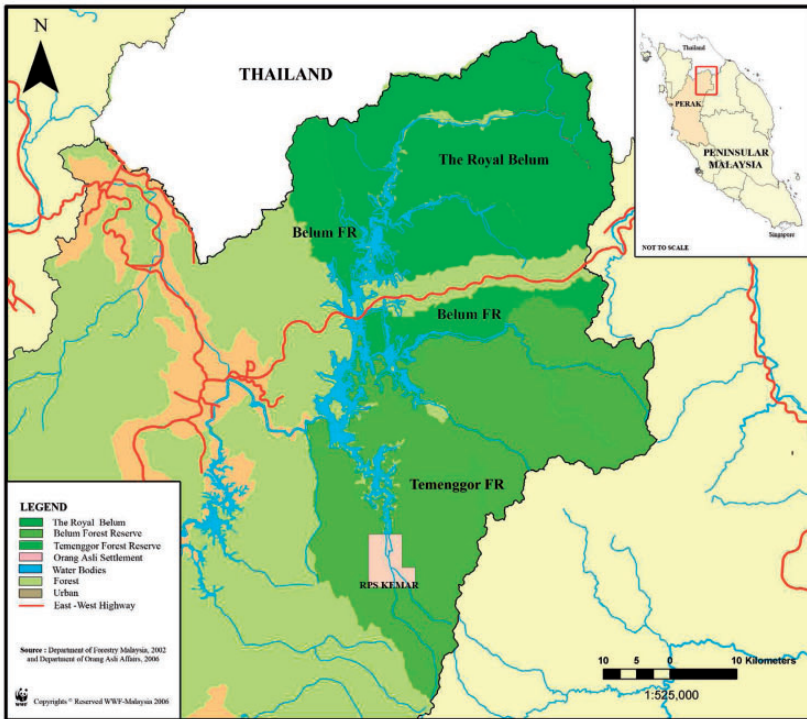 N
THAILAND
The Royal Belum
Belum FR
Belum FR
Temenggor FR
RPS KEMAR
Thailand
PERAK
PENINSULAR
MALAYSIA
Singapore
NOT TO SCALE
LEGEND
The Royal Belum
Belum Forest Reserve
Temenggor Forest Reserve
Orang Asli Settlement
Water Bodies
Forest
Urban
East -West Highway
Source : Department of Forestry Malaysia, 2002
and Department of Orang Asli Affairs, 2006
WWF
Copyrights ® Reserved WWF-Malaysia 2006
10 5 0 10 Kilometers
1:525,000